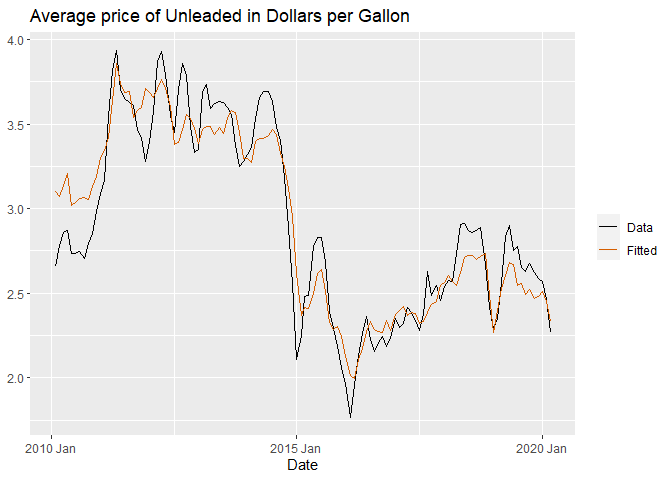 Average price of Unleaded in Dollars per Gallon
4.0
3.5
3.0
2.5
2.0
2010 Jan
2015 Jan
2020 Jan
Date
Data
Fitted